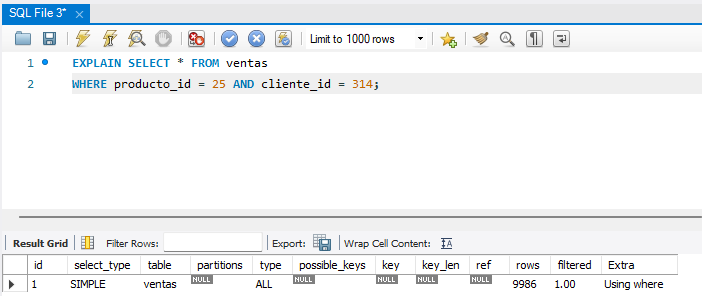 SQL File 3*
Limit to 1000 rows
1 EXPLAIN SELECT * FROM ventas
2 WHERE producto_id = 25 AND cliente_id = 314;
Result Grid Filter Rows: Export: Wrap Cell Content:
id select_type table partitions type possible_keys key key_len ref rows filtered Extra
1 SIMPLE ventas NULL ALL NULL NULL NULL NULL 9986 1.00 Using where